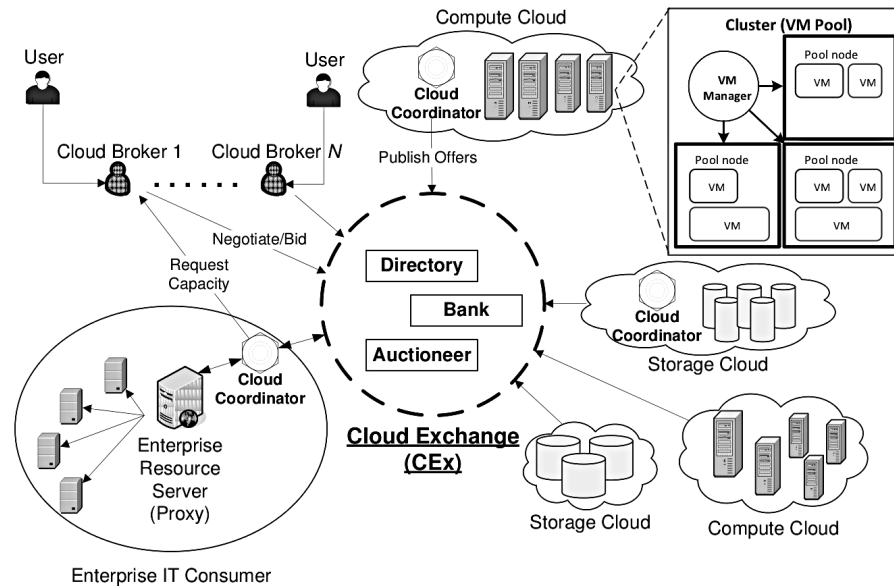 Compute Cloud
Cluster (VM Pool)
User
User
Cloud
Coordinator
VM
Manager
Pool node
VM
VM
Cloud Broker 1
Cloud Broker N
Publish Offers
Pool node
VM
VM
Pool node
VM
VM
VM
Negotiate/Bid
Request
Capacity
Directory
Bank
Auctioneer
Cloud
Coordinator
Storage Cloud
Cloud
Coordinator
Enterprise
Resource
Server
(Proxy)
Cloud Exchange
(CEx)
Storage Cloud
Compute Cloud
Enterprise IT Consumer